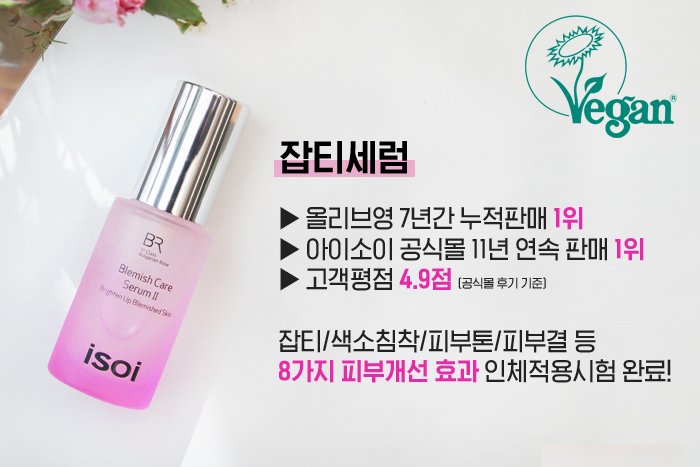 Vegan®
잡티세럼
▶ 올리브영 7년간 누적판매 1위
▶ 아이소이 공식몰 11년 연속 판매 1위
▶ 고객평점 4.9점 (공식몰 후기 기준)
BR
1st Class
Bulgarian Rose
Blemish Care
Serum II
Brighten Up Blemished Skin
isoi
잡티/색소침착/피부톤/피부결 등
8가지 피부개선 효과 인체적용시험 완료!